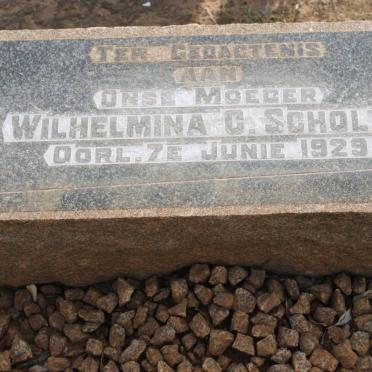 TER GEDAGTENIS
AAN
ONSE MOEDER
WILHELMINA C. SCHOL
OORL. 7E JUNIE 1929